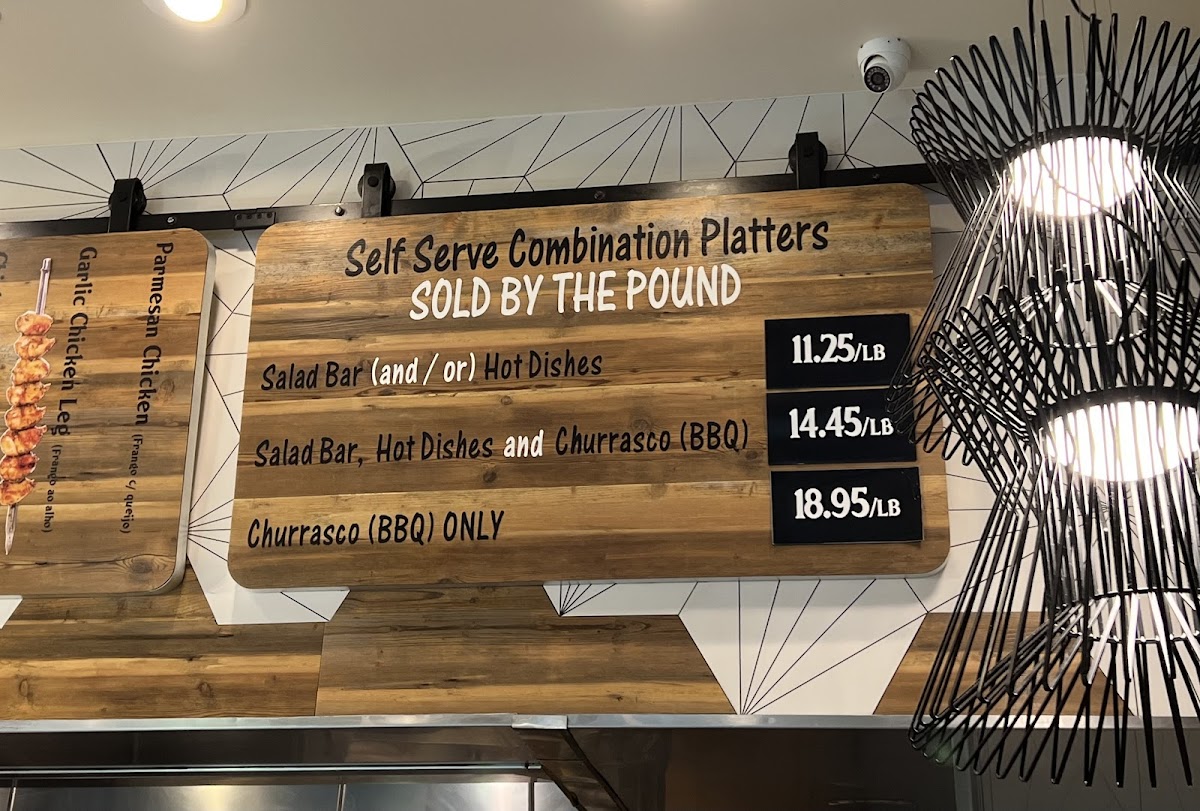 Self Serve Combination Platters
SOLD BY THE POUND
Salad Bar (and / or) Hot Dishes 11.25/LB
Salad Bar, Hot Dishes and Churrasco (BBQ) 14.45/LB
Churrasco (BBQ) ONLY 18.95/LB
Parmesan Chicken (Frango c/ queijo)
Garlic Chicken Leg (Frango ao alho)